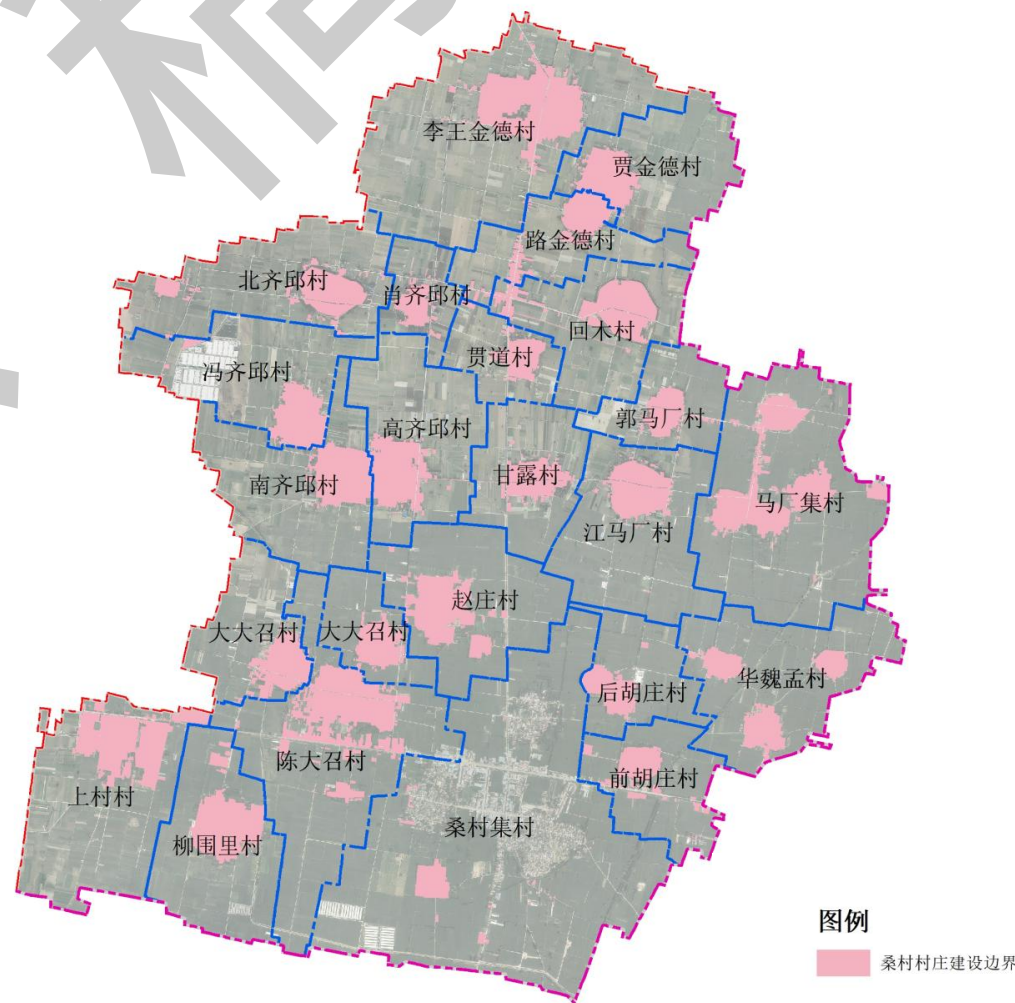 稿
李王金德村
贾金德村
路金德村
北齐邱村
肖齐邱村
回木村
贯道村
冯齐邱村
郭马厂村
高齐邱村
甘露村
南齐邱村
马厂集村
江马厂村
赵庄村
大大召村
大大召村
华魏孟村
后胡庄村
陈大召村
前胡庄村
上村村
桑村集村
柳围里村
图例
桑村村庄建设边界